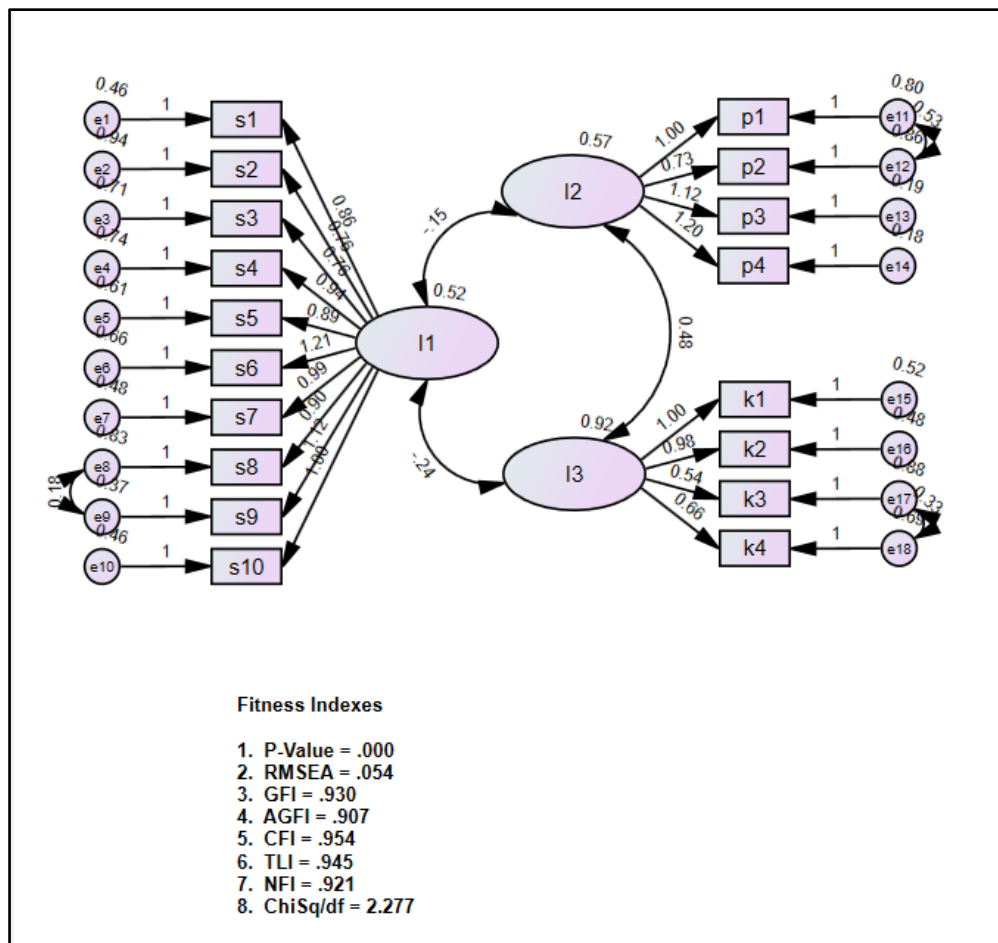 0.46
e1 1 s1
0.94
e2 1 s2
0.71
e3 1 s3
0.74
e4 1 s4
0.61
e5 1 s5
0.66
e6 1 s6
0.48
e7 1 s7
0.83
e8 1 s8
0.18
0.37
e9 1 s9
0.46
e10 1 s10
0.86
0.76
0.76
0.94
0.89
1.21
0.99
0.90
1.12
1.00
0.52
l1
-.15
-.24
0.48
0.57
l2
1.00
0.73
1.12
1.20
0.80
p1 1 e11
0.53
0.86
p2 1 e12
0.19
p3 1 e13
0.18
p4 1 e14
0.92
l3
1.00
0.98
0.54
0.66
0.52
k1 1 e15
0.48
k2 1 e16
0.88
k3 1 e17
0.33
0.69
k4 1 e18
Fitness Indexes
1. P-Value = .000
2. RMSEA = .054
3. GFI = .930
4. AGFI = .907
5. CFI = .954
6. TLI = .945
7. NFI = .921
8. ChiSq/df = 2.277